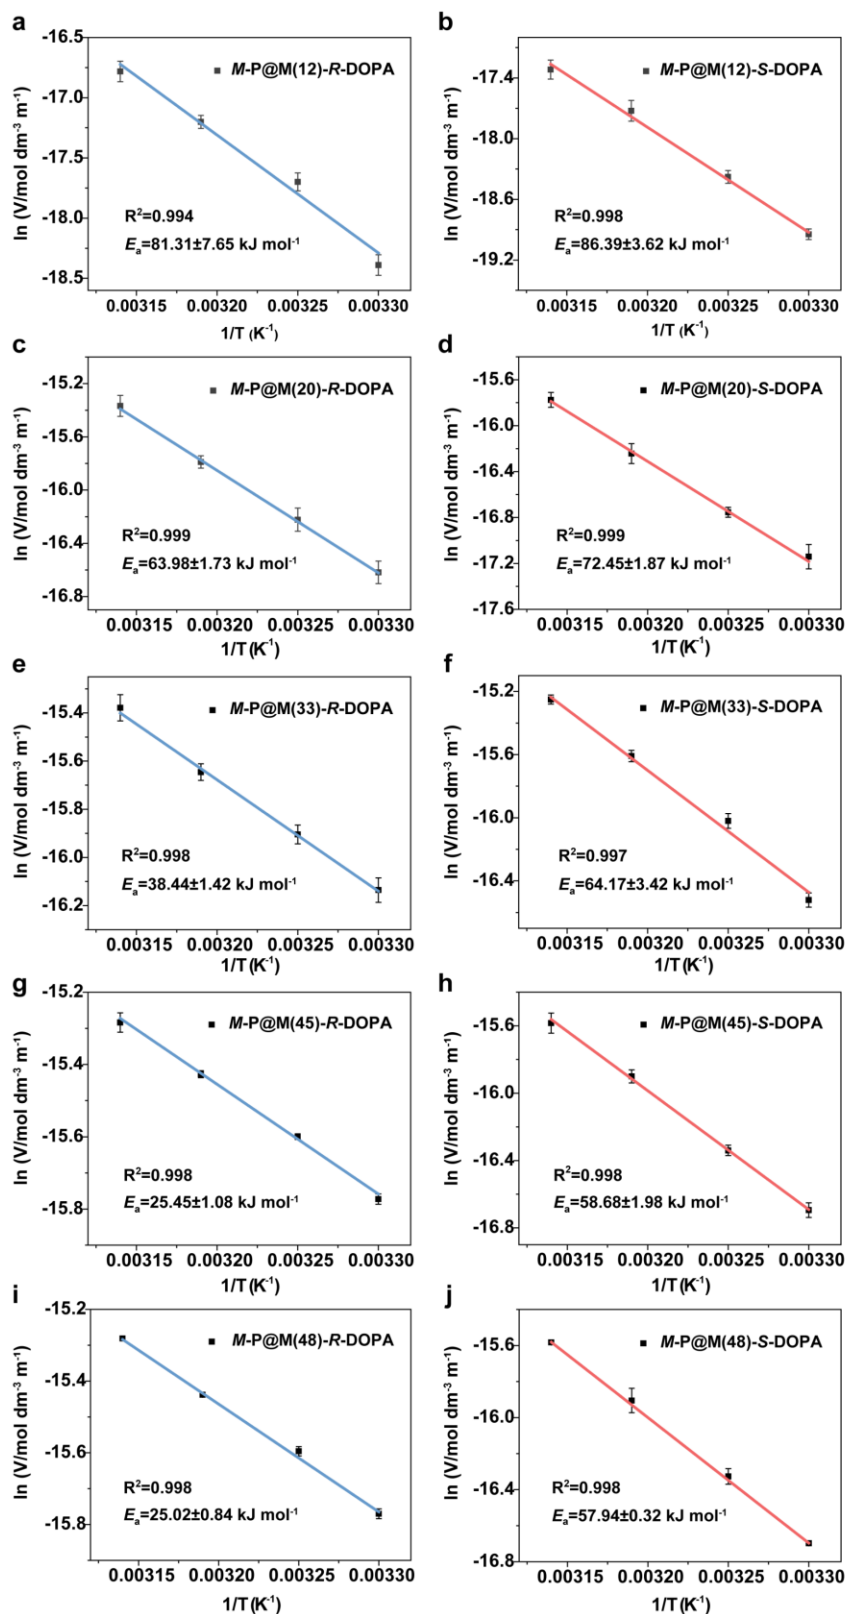 a
-16.5
-17.0
-17.5
-18.0
-18.5
ln (V/mol dm⁻³ m⁻¹)
M-P@M(12)-R-DOPA
R²=0.994
Eₐ=81.31±7.65 kJ mol⁻¹
0.00315 0.00320 0.00325 0.00330
1/T (K⁻¹)
b
-17.4
-18.0
-18.6
-19.2
ln (V/mol dm⁻³ m⁻¹)
M-P@M(12)-S-DOPA
R²=0.998
Eₐ=86.39±3.62 kJ mol⁻¹
0.00315 0.00320 0.00325 0.00330
1/T (K⁻¹)
c
-15.2
-15.6
-16.0
-16.4
-16.8
ln (V/mol dm⁻³ m⁻¹)
M-P@M(20)-R-DOPA
R²=0.999
Eₐ=63.98±1.73 kJ mol⁻¹
0.00315 0.00320 0.00325 0.00330
1/T (K⁻¹)
d
-15.6
-16.0
-16.4
-16.8
-17.2
-17.6
ln (V/mol dm⁻³ m⁻¹)
M-P@M(20)-S-DOPA
R²=0.999
Eₐ=72.45±1.87 kJ mol⁻¹
0.00315 0.00320 0.00325 0.00330
1/T (K⁻¹)
e
-15.4
-15.6
-15.8
-16.0
-16.2
ln (V/mol dm⁻³ m⁻¹)
M-P@M(33)-R-DOPA
R²=0.998
Eₐ=38.44±1.42 kJ mol⁻¹
0.00315 0.00320 0.00325 0.00330
1/T (K⁻¹)
f
-15.2
-15.6
-16.0
-16.4
ln (V/mol dm⁻³ m⁻¹)
M-P@M(33)-S-DOPA
R²=0.997
Eₐ=64.17±3.42 kJ mol⁻¹
0.00315 0.00320 0.00325 0.00330
1/T (K⁻¹)
g
-15.2
-15.4
-15.6
-15.8
ln (V/mol dm⁻³ m⁻¹)
M-P@M(45)-R-DOPA
R²=0.998
Eₐ=25.45±1.08 kJ mol⁻¹
0.00315 0.00320 0.00325 0.00330
1/T (K⁻¹)
h
-15.6
-16.0
-16.4
-16.8
ln (V/mol dm⁻³ m⁻¹)
M-P@M(45)-S-DOPA
R²=0.998
Eₐ=58.68±1.98 kJ mol⁻¹
0.00315 0.00320 0.00325 0.00330
1/T (K⁻¹)
i
-15.2
-15.4
-15.6
-15.8
ln (V/mol dm⁻³ m⁻¹)
M-P@M(48)-R-DOPA
R²=0.998
Eₐ=25.02±0.84 kJ mol⁻¹
0.00315 0.00320 0.00325 0.00330
1/T (K⁻¹)
j
-15.6
-16.0
-16.4
-16.8
ln (V/mol dm⁻³ m⁻¹)
M-P@M(48)-S-DOPA
R²=0.998
Eₐ=57.94±0.32 kJ mol⁻¹
0.00315 0.00320 0.00325 0.00330
1/T (K⁻¹)